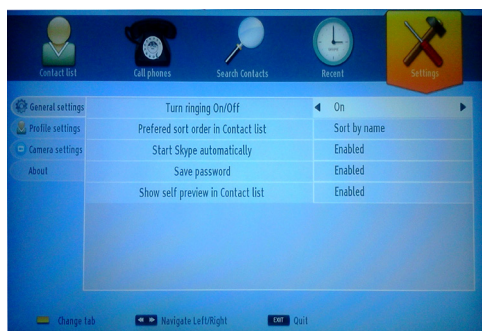 Contact list
Call phones
Search Contacts
Recent
Settings
General settings
Turn ringing On/Off
On
Profile settings
Prefered sort order in Contact list
Sort by name
Camera settings
Start Skype automatically
Enabled
About
Save password
Enabled
Show self preview in Contact list
Enabled
Change tab
Navigate Left/Right
EXIT Quit